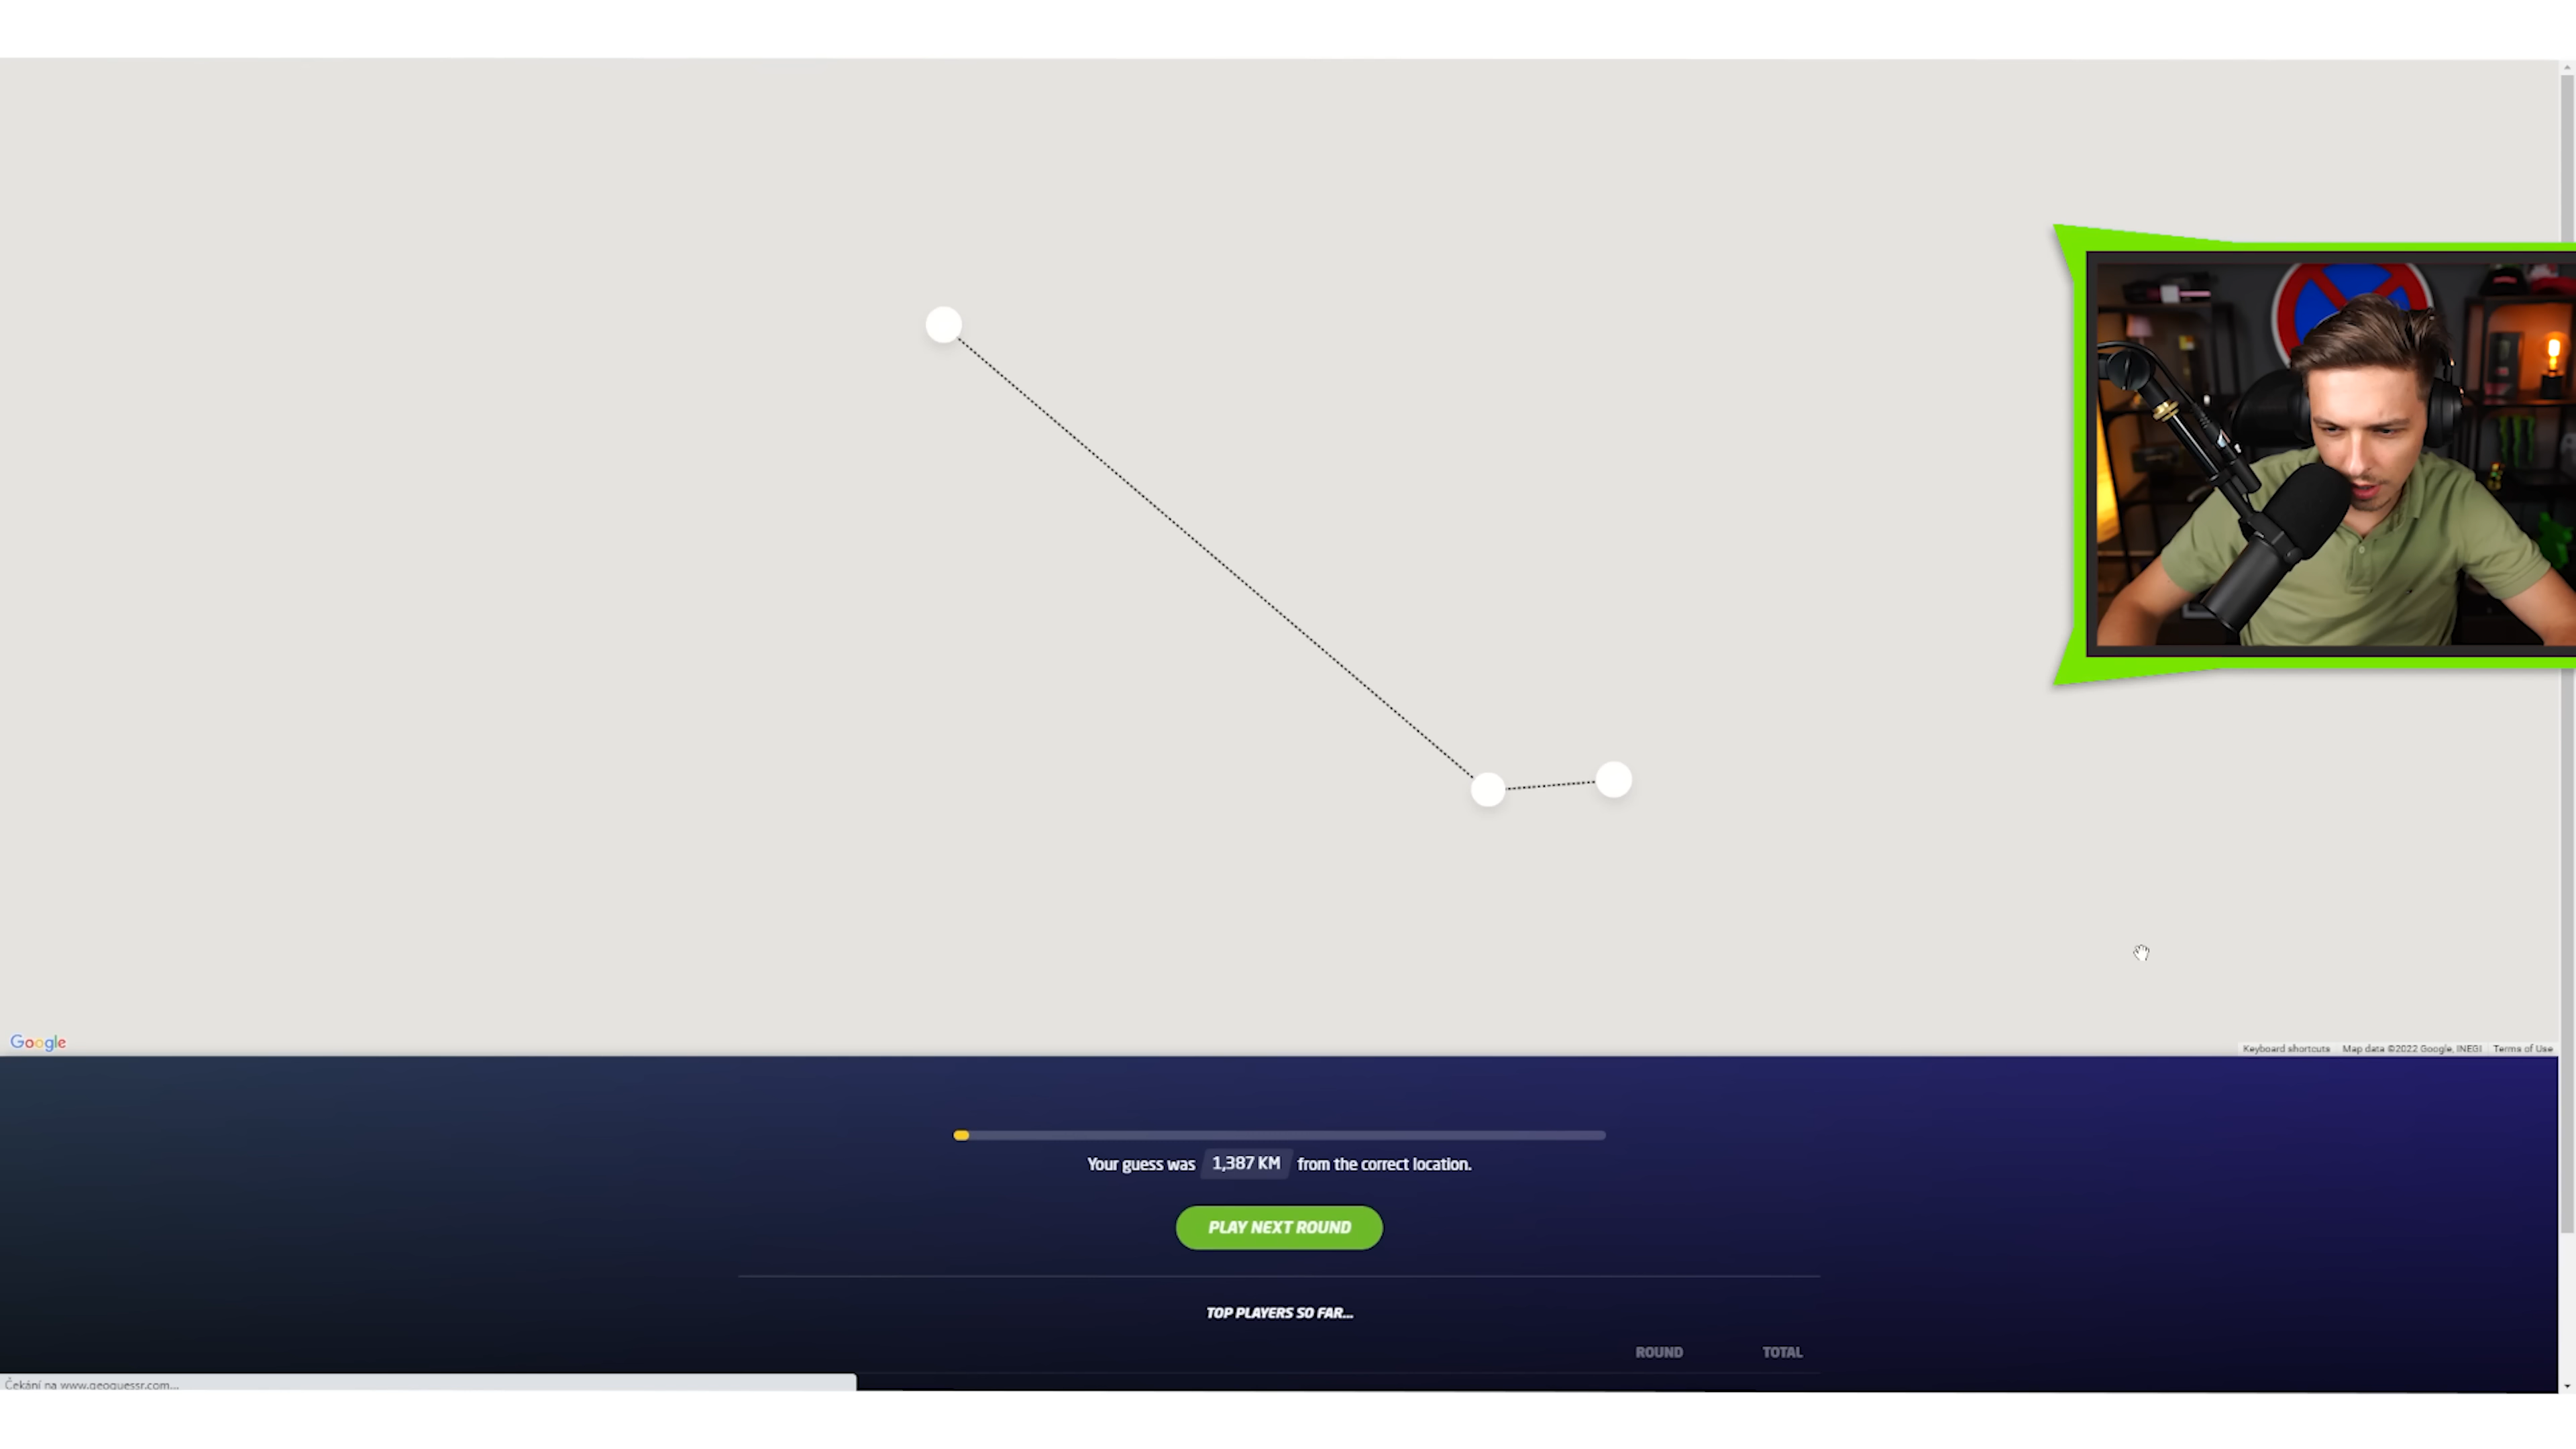 Google
Keyboard shortcuts Map data ©2022 Google, INEGI Terms of Use
Your guess was 1,387 KM from the correct location.
PLAY NEXT ROUND
TOP PLAYERS SO FAR...
ROUND TOTAL
Čekání na www.geoguessr.com...